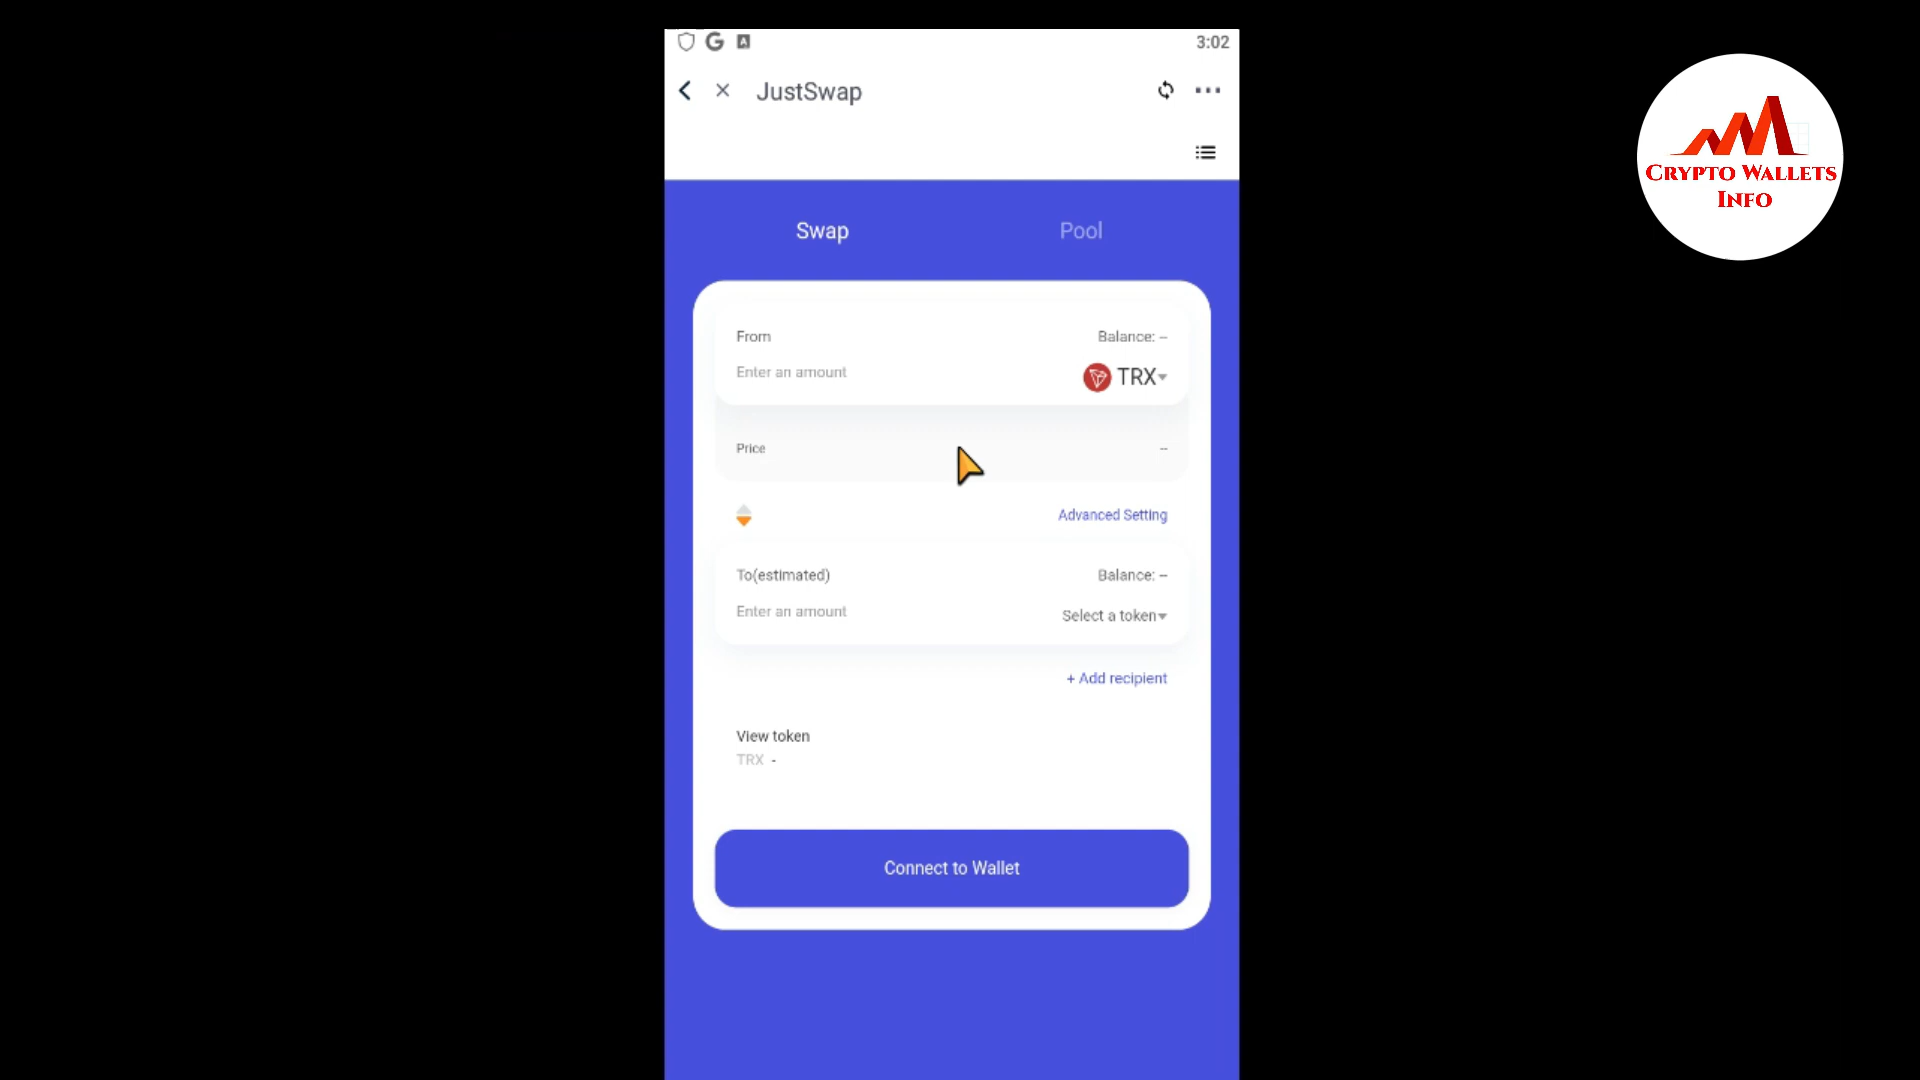 3:02
JustSwap
Swap Pool
From Balance: --
Enter an amount TRX
Price --
Advanced Setting
To(estimated) Balance: --
Enter an amount Select a token
+ Add recipient
View token
TRX -
Connect to Wallet
Crypto Wallets
Info